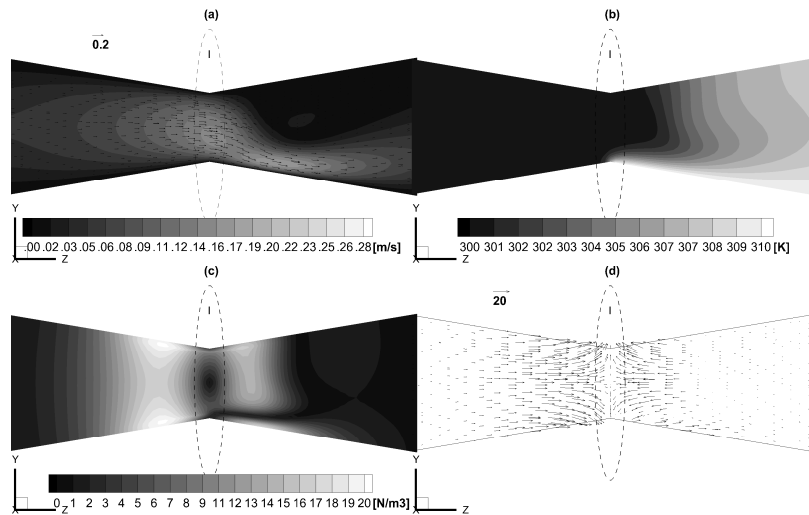 (a)
0.2
I
Y
X
Z
.00 .02 .03 .05 .06 .08 .09 .11 .12 .14 .16 .17 .19 .20 .22 .23 .25 .26 .28 [m/s]
(b)
I
Y
X
Z
300 301 302 302 303 304 305 306 307 307 308 309 310 [K]
(c)
I
Y
X
Z
0 1 2 3 4 5 6 7 8 9 11 12 13 14 15 16 17 18 19 20 [N/m3]
(d)
20
I
Y
X
Z